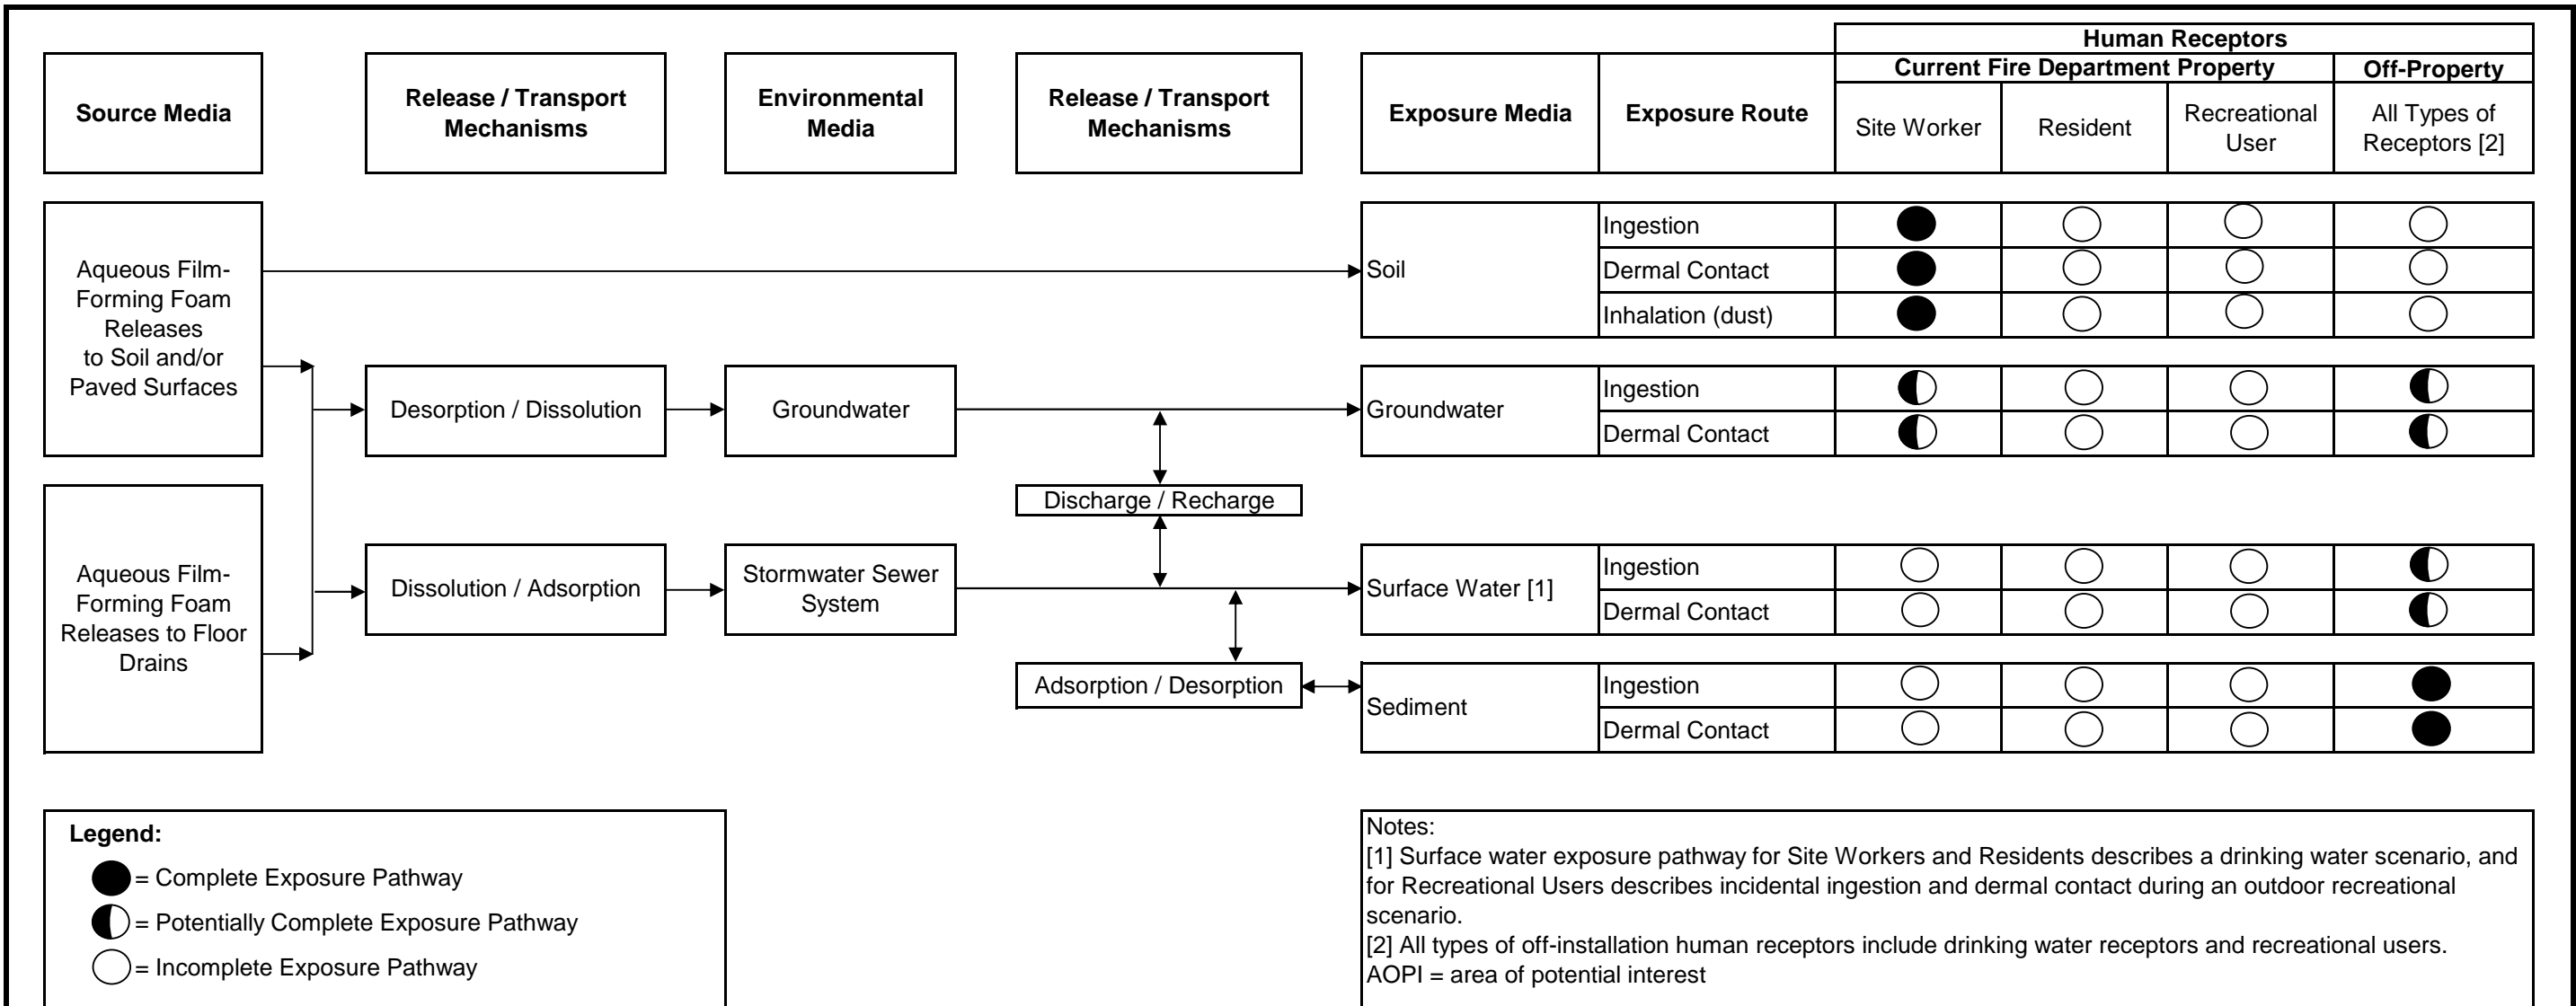 Human Receptors
Current Fire Department Property
Off-Property
Source Media
Release / Transport
Mechanisms
Environmental
Media
Release / Transport
Mechanisms
Exposure Media
Exposure Route
Site Worker
Resident
Recreational
User
All Types of
Receptors [2]
Aqueous Film-
Forming Foam
Releases
to Soil and/or
Paved Surfaces
Soil
Ingestion
Dermal Contact
Inhalation (dust)
Desorption / Dissolution
Groundwater
Groundwater
Ingestion
Dermal Contact
Discharge / Recharge
Aqueous Film-
Forming Foam
Releases to Floor
Drains
Dissolution / Adsorption
Stormwater Sewer
System
Surface Water [1]
Ingestion
Dermal Contact
Adsorption / Desorption
Sediment
Ingestion
Dermal Contact
Legend:
= Complete Exposure Pathway
= Potentially Complete Exposure Pathway
= Incomplete Exposure Pathway
Notes:
[1] Surface water exposure pathway for Site Workers and Residents describes a drinking water scenario, and
for Recreational Users describes incidental ingestion and dermal contact during an outdoor recreational
scenario.
[2] All types of off-installation human receptors include drinking water receptors and recreational users.
AOPI = area of potential interest